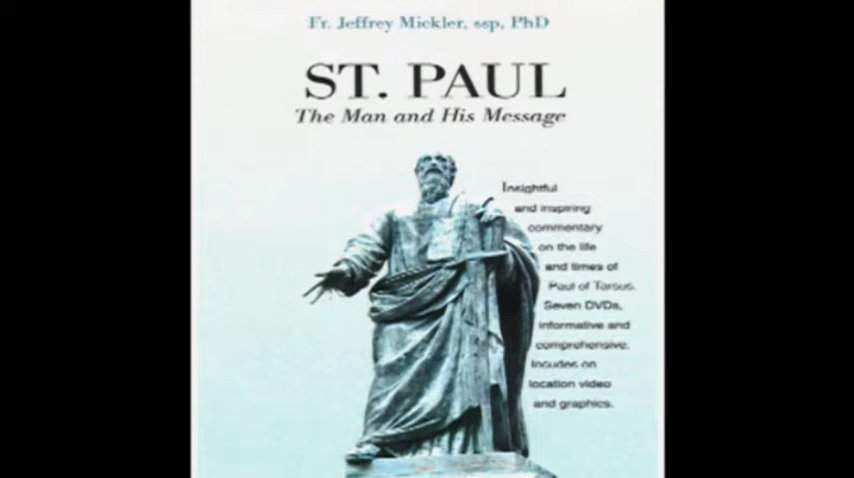 Fr. Jeffrey Mickler, ssp, PhD
ST. PAUL
The Man and His Message
Insightful
and inspiring
commentary
on the life
and times of
Paul of Tarsus.
Seven DVDs,
informative and
comprehensive.
Incudes on
location video
and graphics.